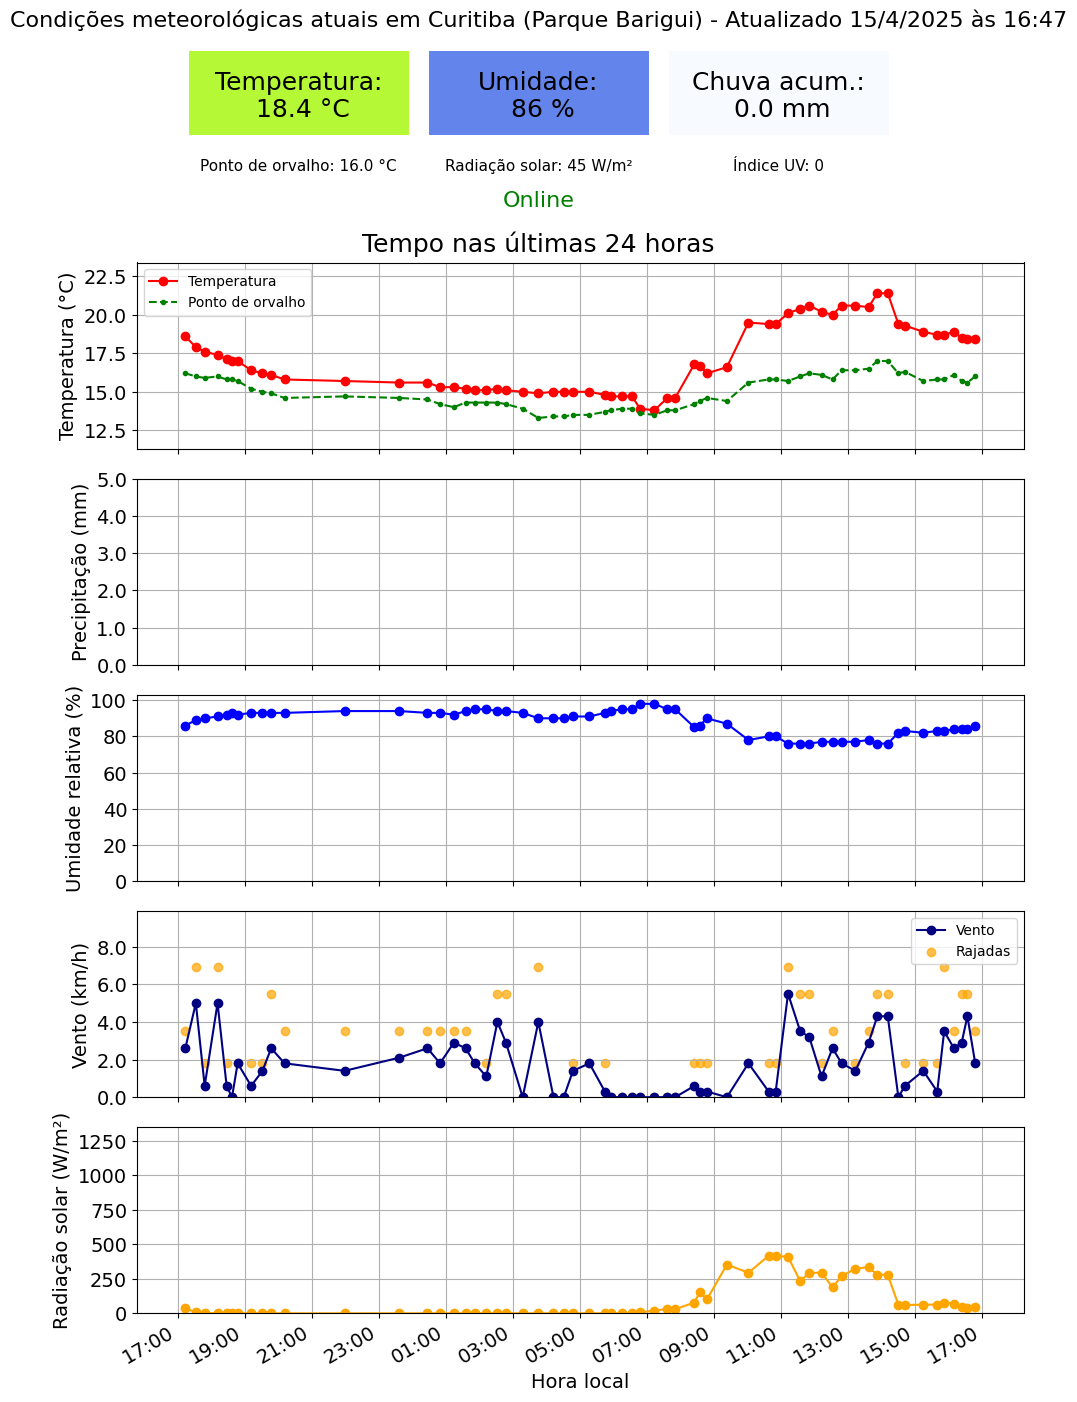 Condições meteorológicas atuais em Curitiba (Parque Barigui) - Atualizado 15/4/2025 às 16:47
Temperatura:
18.4 °C
Umidade:
86 %
Chuva acum.:
0.0 mm
Ponto de orvalho: 16.0 °C
Radiação solar: 45 W/m²
Índice UV: 0
Online
Tempo nas últimas 24 horas
Temperatura (°C)
22.5
20.0
17.5
15.0
12.5
Temperatura
Ponto de orvalho
Precipitação (mm)
5.0
4.0
3.0
2.0
1.0
0.0
Umidade relativa (%)
100
80
60
40
20
0
Vento (km/h)
8.0
6.0
4.0
2.0
0.0
Vento
Rajadas
Radiação solar (W/m²)
1250
1000
750
500
250
0
17:00
19:00
21:00
23:00
01:00
03:00
05:00
07:00
09:00
11:00
13:00
15:00
17:00
Hora local